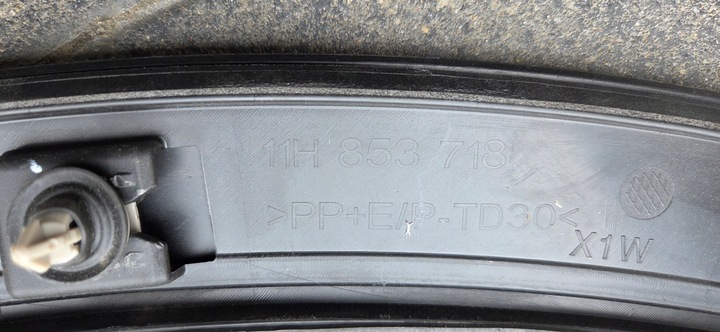 11H 853 718
>PP+E/P-TD30<
X1W